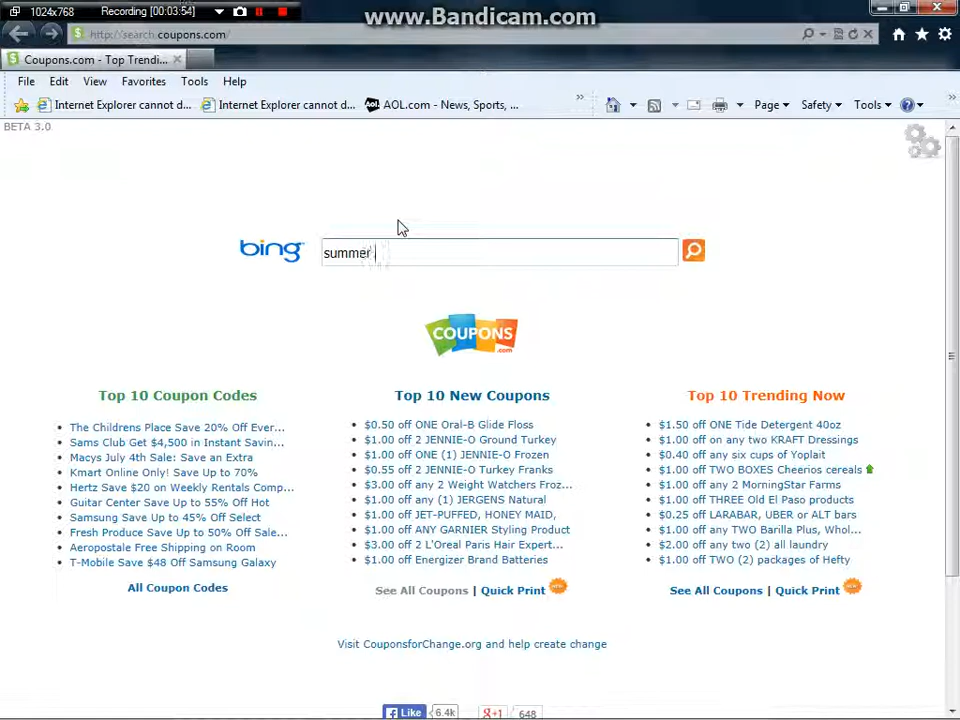 1024x768 Recording [00:03:54]
www.Bandicam.com
http://search.coupons.com/
Coupons.com - Top Trendi...
File Edit View Favorites Tools Help
Internet Explorer cannot d... Internet Explorer cannot d... Aol. AOL.com - News, Sports, ... Page Safety Tools
BETA 3.0
bing summer
COUPONS
.com
Top 10 Coupon Codes
The Childrens Place Save 20% Off Ever...
Sams Club Get $4,500 in Instant Savin...
Macys July 4th Sale: Save an Extra
Kmart Online Only! Save Up to 70%
Hertz Save $20 on Weekly Rentals Comp...
Guitar Center Save Up to 55% Off Hot
Samsung Save Up to 45% Off Select
Fresh Produce Save Up to 50% Off Sale...
Aeropostale Free Shipping on Room
T-Mobile Save $48 Off Samsung Galaxy
All Coupon Codes
Top 10 New Coupons
$0.50 off ONE Oral-B Glide Floss
$1.00 off 2 JENNIE-O Ground Turkey
$1.00 off ONE (1) JENNIE-O Frozen
$0.55 off 2 JENNIE-O Turkey Franks
$3.00 off any 2 Weight Watchers Froz...
$1.00 off any (1) JERGENS Natural
$1.00 off JET-PUFFED, HONEY MAID,
$1.00 off ANY GARNIER Styling Product
$3.00 off 2 L'Oreal Paris Hair Expert...
$1.00 off Energizer Brand Batteries
See All Coupons | Quick Print
Top 10 Trending Now
$1.50 off ONE Tide Detergent 40oz
$1.00 off on any two KRAFT Dressings
$0.40 off any six cups of Yoplait
$1.00 off TWO BOXES Cheerios cereals
$1.00 off any 2 MorningStar Farms
$1.00 off THREE Old El Paso products
$0.25 off LARABAR, UBER or ALT bars
$1.00 off any TWO Barilla Plus, Whol...
$2.00 off any two (2) all laundry
$1.00 off TWO (2) packages of Hefty
See All Coupons | Quick Print
Visit CouponsforChange.org and help create change
Like 6.4k +1 648